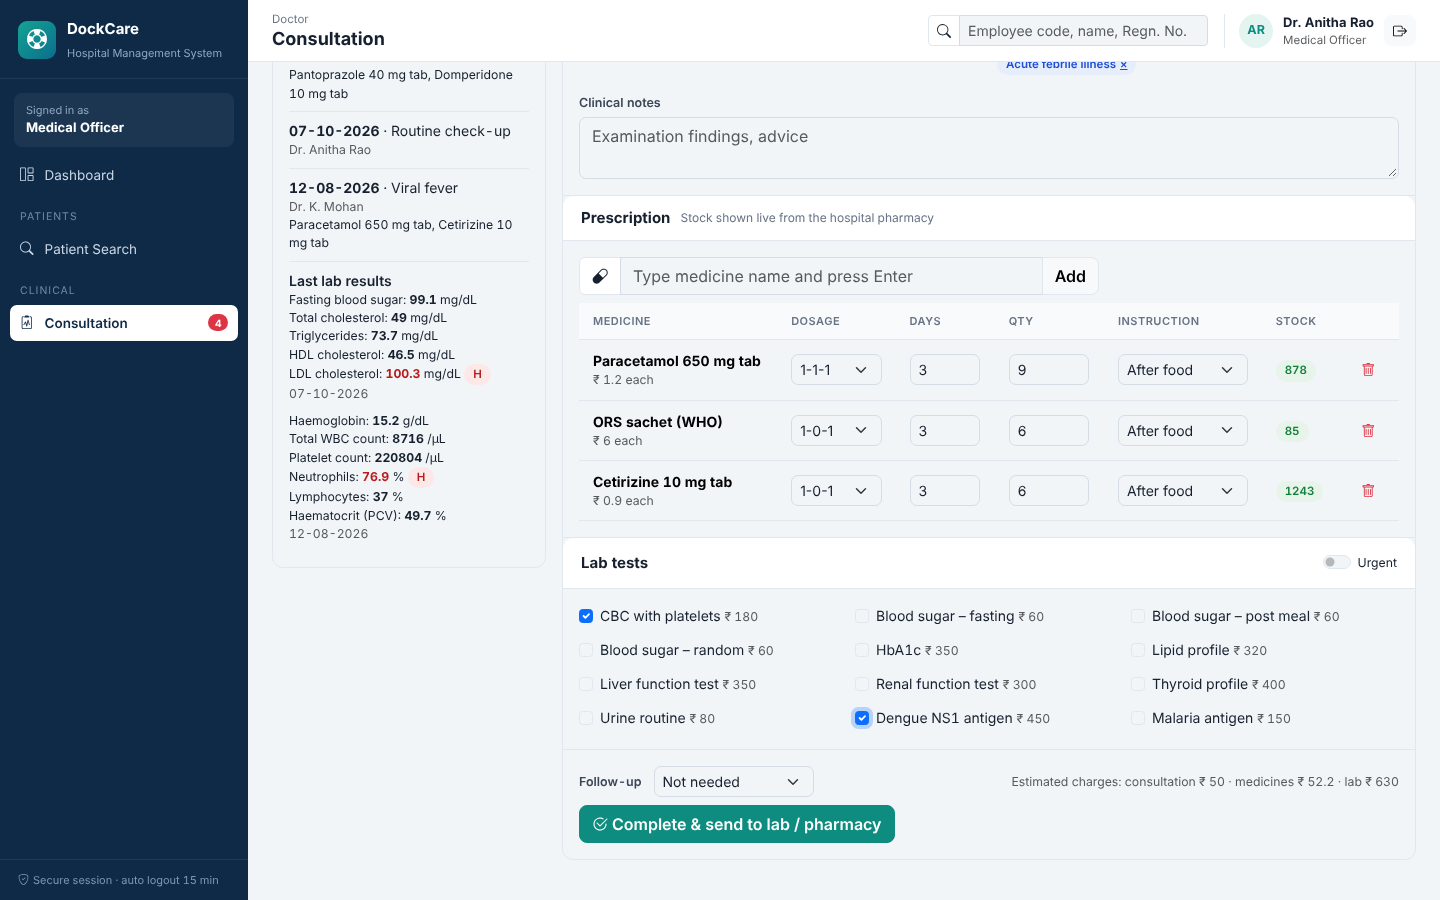 DockCare
Hospital Management System
Signed in as
Medical Officer
Dashboard
PATIENTS
Patient Search
CLINICAL
Consultation
4
Secure session · auto logout 15 min
Doctor
Consultation
Employee code, name, Regn. No.
AR
Dr. Anitha Rao
Medical Officer
Pantoprazole 40 mg tab, Domperidone
10 mg tab
07-10-2026 · Routine check-up
Dr. Anitha Rao
12-08-2026 · Viral fever
Dr. K. Mohan
Paracetamol 650 mg tab, Cetirizine 10
mg tab
Last lab results
Fasting blood sugar: 99.1 mg/dL
Total cholesterol: 49 mg/dL
Triglycerides: 73.7 mg/dL
HDL cholesterol: 46.5 mg/dL
LDL cholesterol: 100.3 mg/dL H
07-10-2026
Haemoglobin: 15.2 g/dL
Total WBC count: 8716 /µL
Platelet count: 220804 /µL
Neutrophils: 76.9 % H
Lymphocytes: 37 %
Haematocrit (PCV): 49.7 %
12-08-2026
Acute febrile illness ×
Clinical notes
Examination findings, advice
Prescription Stock shown live from the hospital pharmacy
Type medicine name and press Enter Add
MEDICINE DOSAGE DAYS QTY INSTRUCTION STOCK
Paracetamol 650 mg tab
₹ 1.2 each
1-1-1 3 9 After food 878
ORS sachet (WHO)
₹ 6 each
1-0-1 3 6 After food 85
Cetirizine 10 mg tab
₹ 0.9 each
1-0-1 3 6 After food 1243
Lab tests Urgent
CBC with platelets ₹ 180 Blood sugar – fasting ₹ 60 Blood sugar – post meal ₹ 60
Blood sugar – random ₹ 60 HbA1c ₹ 350 Lipid profile ₹ 320
Liver function test ₹ 350 Renal function test ₹ 300 Thyroid profile ₹ 400
Urine routine ₹ 80 Dengue NS1 antigen ₹ 450 Malaria antigen ₹ 150
Follow-up Not needed Estimated charges: consultation ₹ 50 · medicines ₹ 52.2 · lab ₹ 630
Complete & send to lab / pharmacy